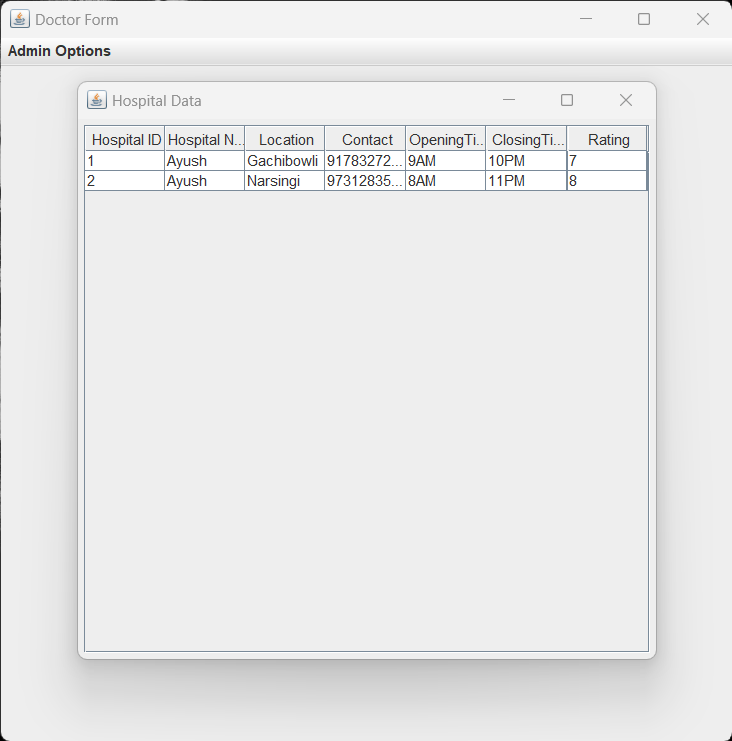 Doctor Form
Admin Options
Hospital Data
Hospital ID Hospital N... Location Contact OpeningTi... ClosingTi... Rating
1 Ayush Gachibowli 91783272... 9AM 10PM 7
2 Ayush Narsingi 97312835... 8AM 11PM 8